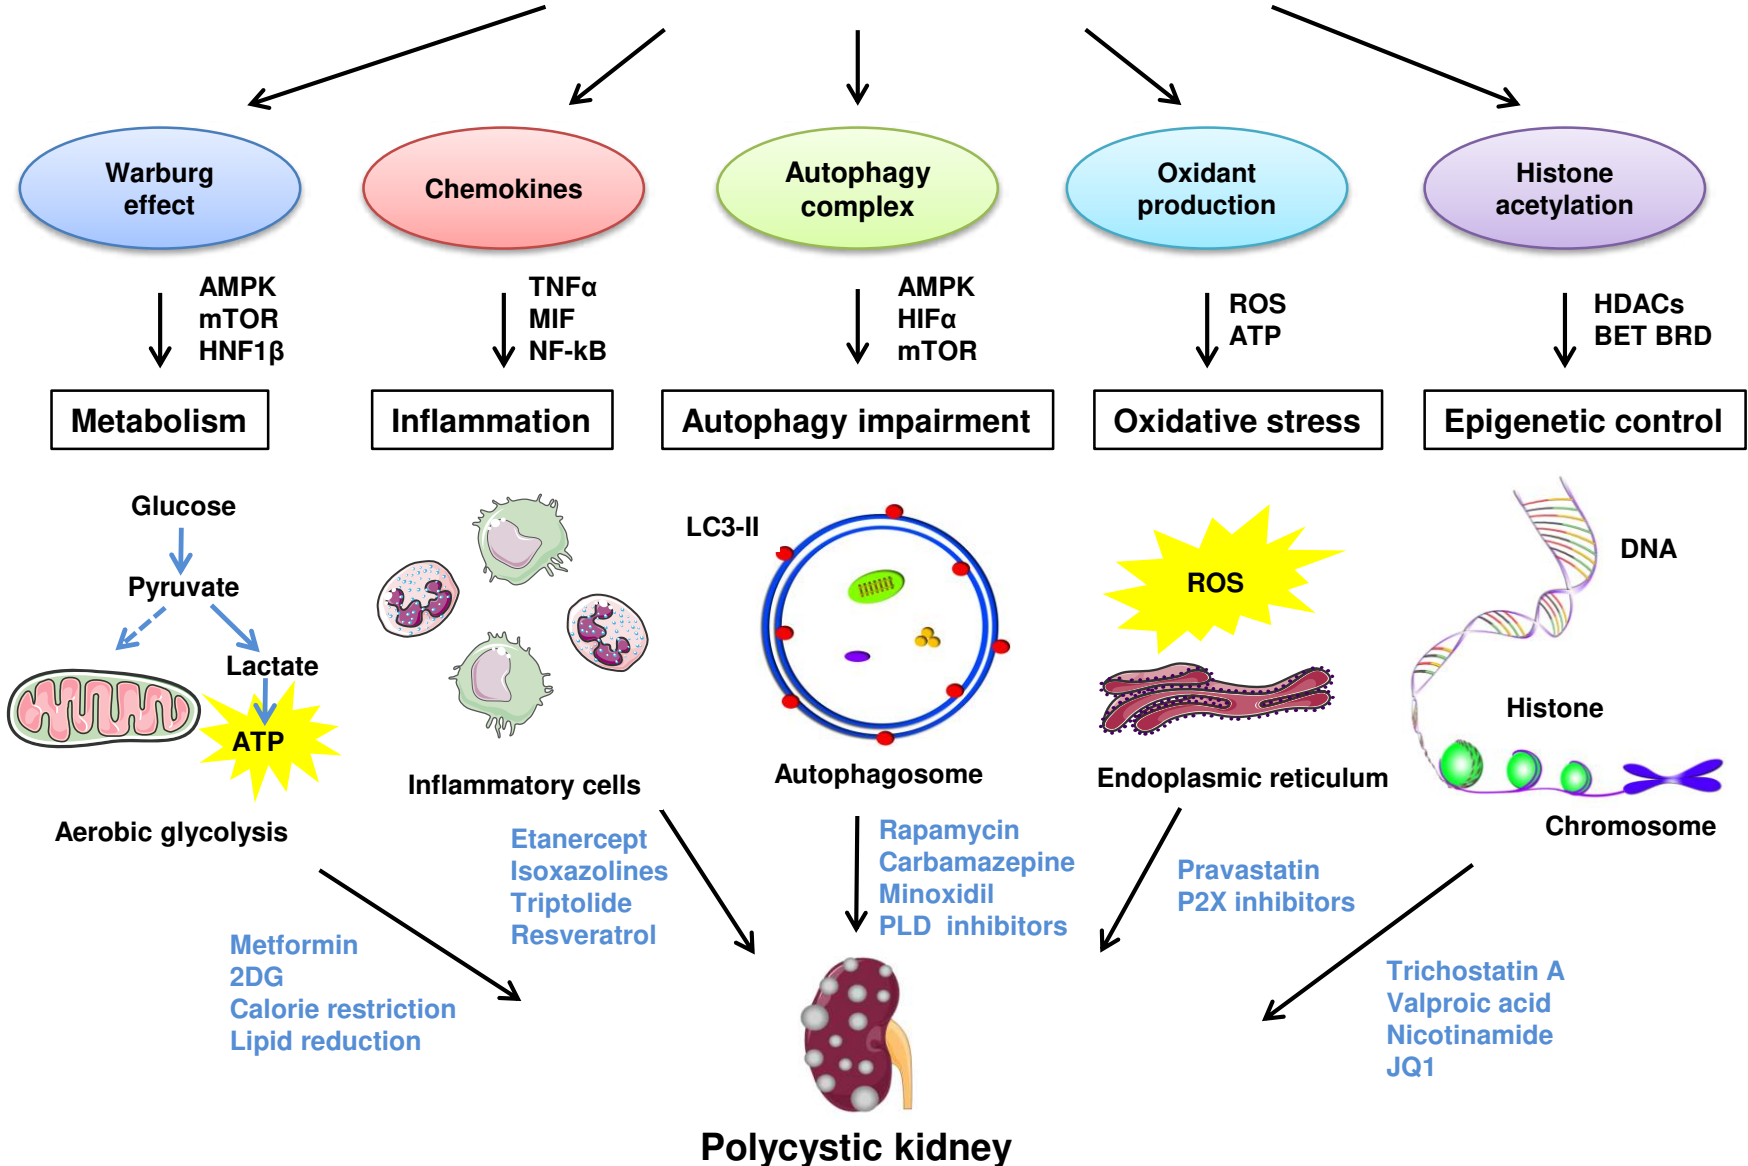 Warburg
effect
Chemokines
Autophagy
complex
Oxidant
production
Histone
acetylation
AMPK
mTOR
HNF1β
TNFα
MIF
NF-kB
AMPK
HIFα
mTOR
ROS
ATP
HDACs
BET BRD
Metabolism
Inflammation
Autophagy impairment
Oxidative stress
Epigenetic control
Glucose
Pyruvate
Lactate
ATP
Aerobic glycolysis
Inflammatory cells
LC3-II
Autophagosome
ROS
Endoplasmic reticulum
DNA
Histone
Chromosome
Metformin
2DG
Calorie restriction
Lipid reduction
Etanercept
Isoxazolines
Triptolide
Resveratrol
Rapamycin
Carbamazepine
Minoxidil
PLD  inhibitors
Pravastatin
P2X inhibitors
Trichostatin A
Valproic acid
Nicotinamide
JQ1
Polycystic kidney